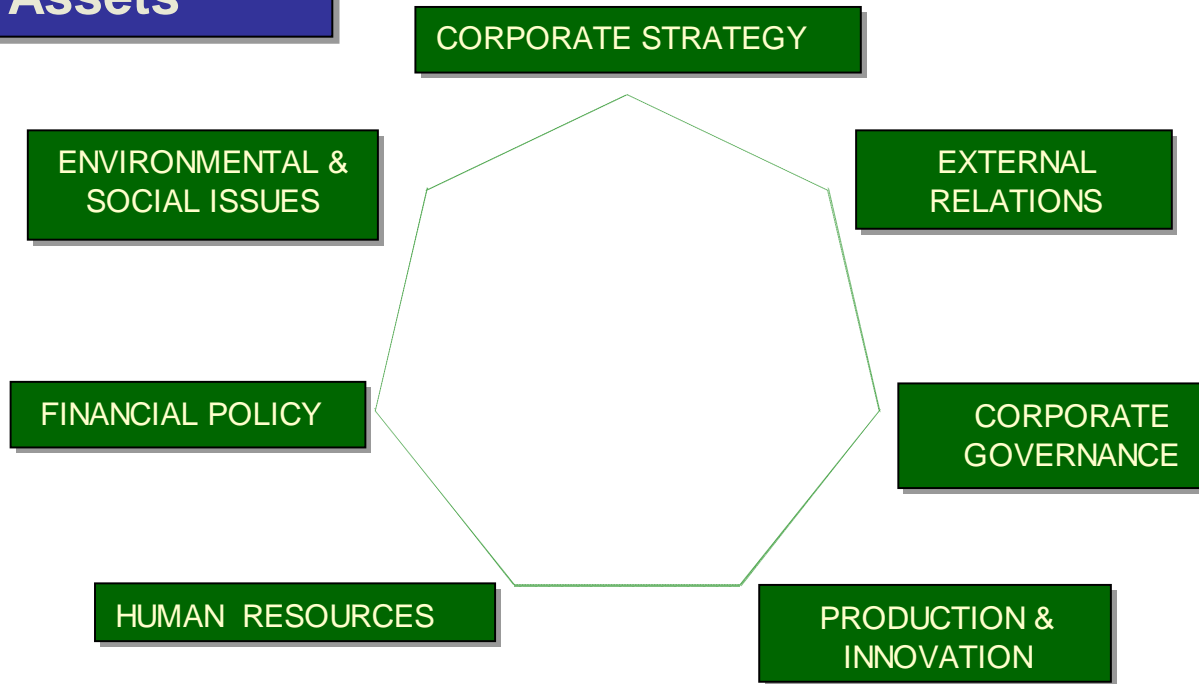 Assets
CORPORATE STRATEGY
ENVIRONMENTAL &
SOCIAL ISSUES
EXTERNAL
RELATIONS
FINANCIAL POLICY
CORPORATE
GOVERNANCE
HUMAN RESOURCES
PRODUCTION &
INNOVATION